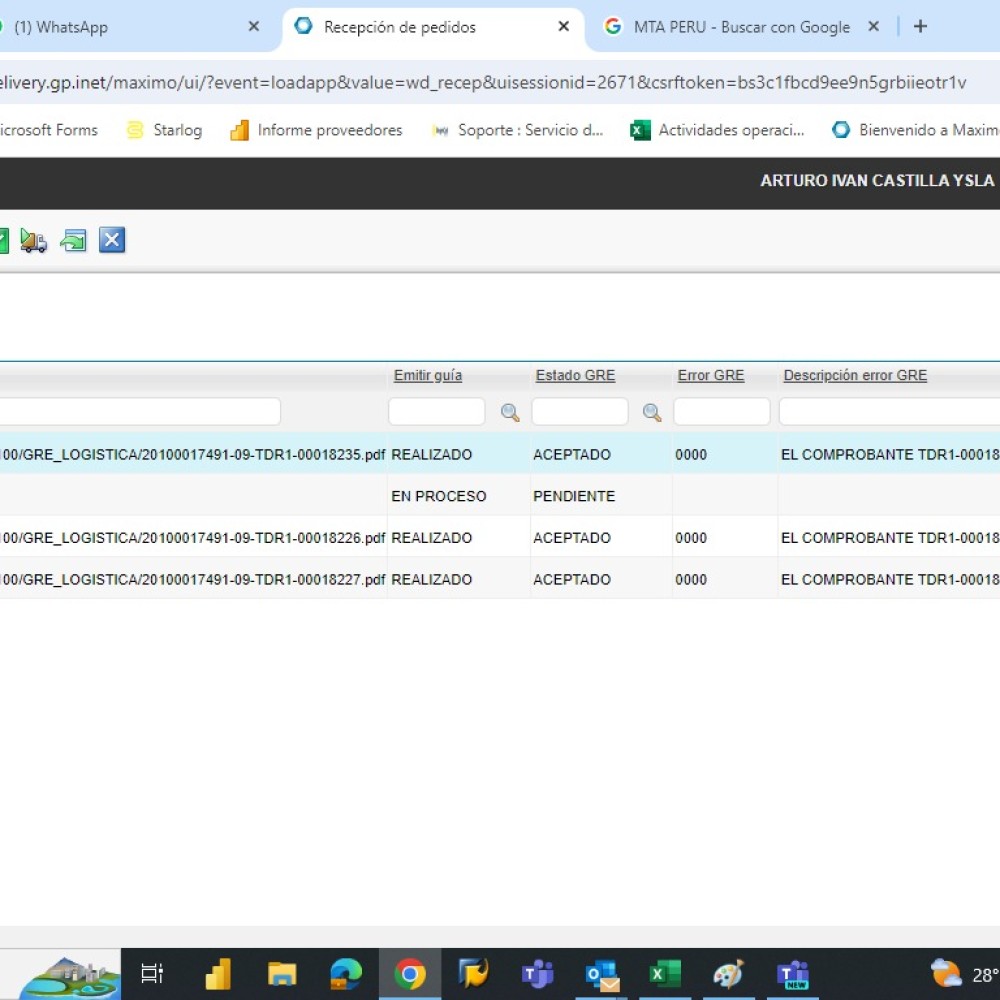 (1) WhatsApp
Recepción de pedidos
MTA PERU - Buscar con Google
elivery.gp.inet/maximo/ui/?event=loadapp&value=wd_recep&uisessionid=2671&csrftoken=bs3c1fbcd9ee9n5grbiieotr1v
icrosoft Forms Starlog Informe proveedores Soporte : Servicio d... Actividades operaci... Bienvenido a Maxim
ARTURO IVAN CASTILLA YSLA
Emitir guía Estado GRE Error GRE Descripción error GRE
00/GRE_LOGISTICA/20100017491-09-TDR1-00018235.pdf REALIZADO ACEPTADO 0000 EL COMPROBANTE TDR1-00018
EN PROCESO PENDIENTE
00/GRE_LOGISTICA/20100017491-09-TDR1-00018226.pdf REALIZADO ACEPTADO 0000 EL COMPROBANTE TDR1-00018
00/GRE_LOGISTICA/20100017491-09-TDR1-00018227.pdf REALIZADO ACEPTADO 0000 EL COMPROBANTE TDR1-00018
NEW
28°